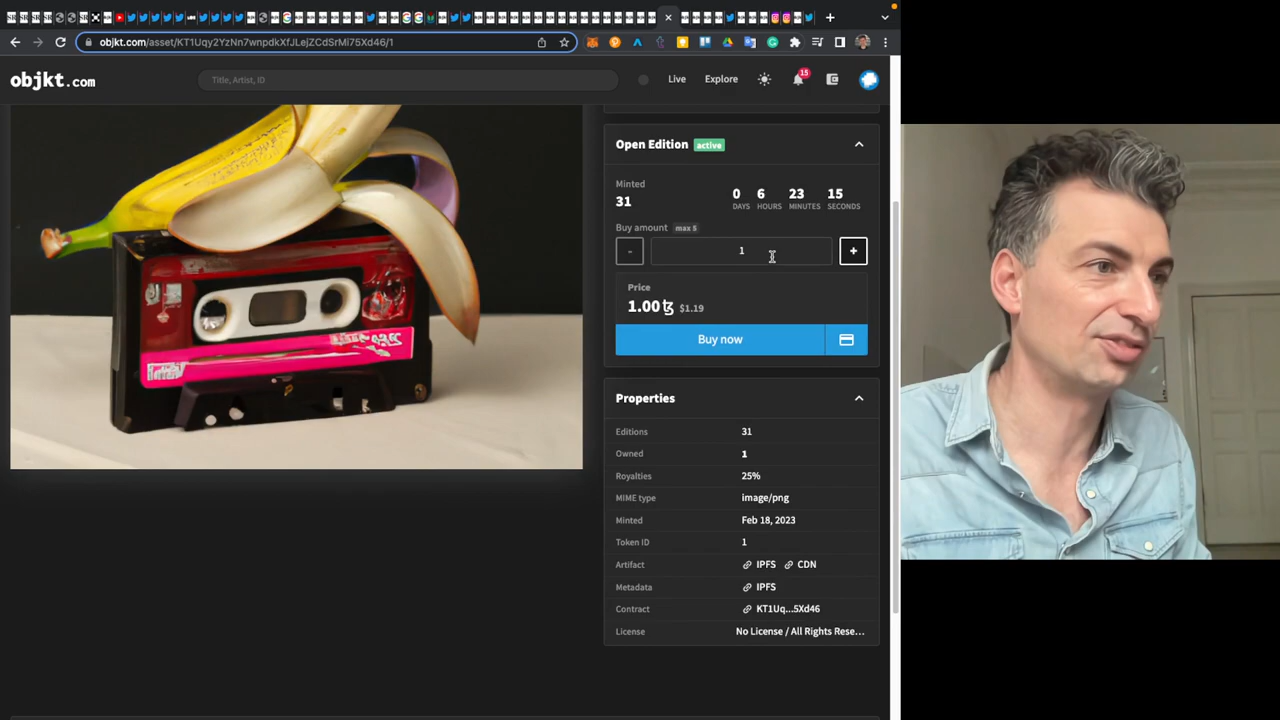 objkt.com/asset/KT1Uqy2YzNn7wnpdkXfJLejZCdSrMi75Xd46/1
objkt.com
Title, Artist, ID
Live
Explore
15
Open Edition active
Minted
31
0 6 23 15
DAYS HOURS MINUTES SECONDS
Buy amount max 5
- 1 +
Price
1.00ꜩ $1.19
Buy now
Properties
Editions 31
Owned 1
Royalties 25%
MIME type image/png
Minted Feb 18, 2023
Token ID 1
Artifact IPFS CDN
Metadata IPFS
Contract KT1Uq...5Xd46
License No License / All Rights Rese...